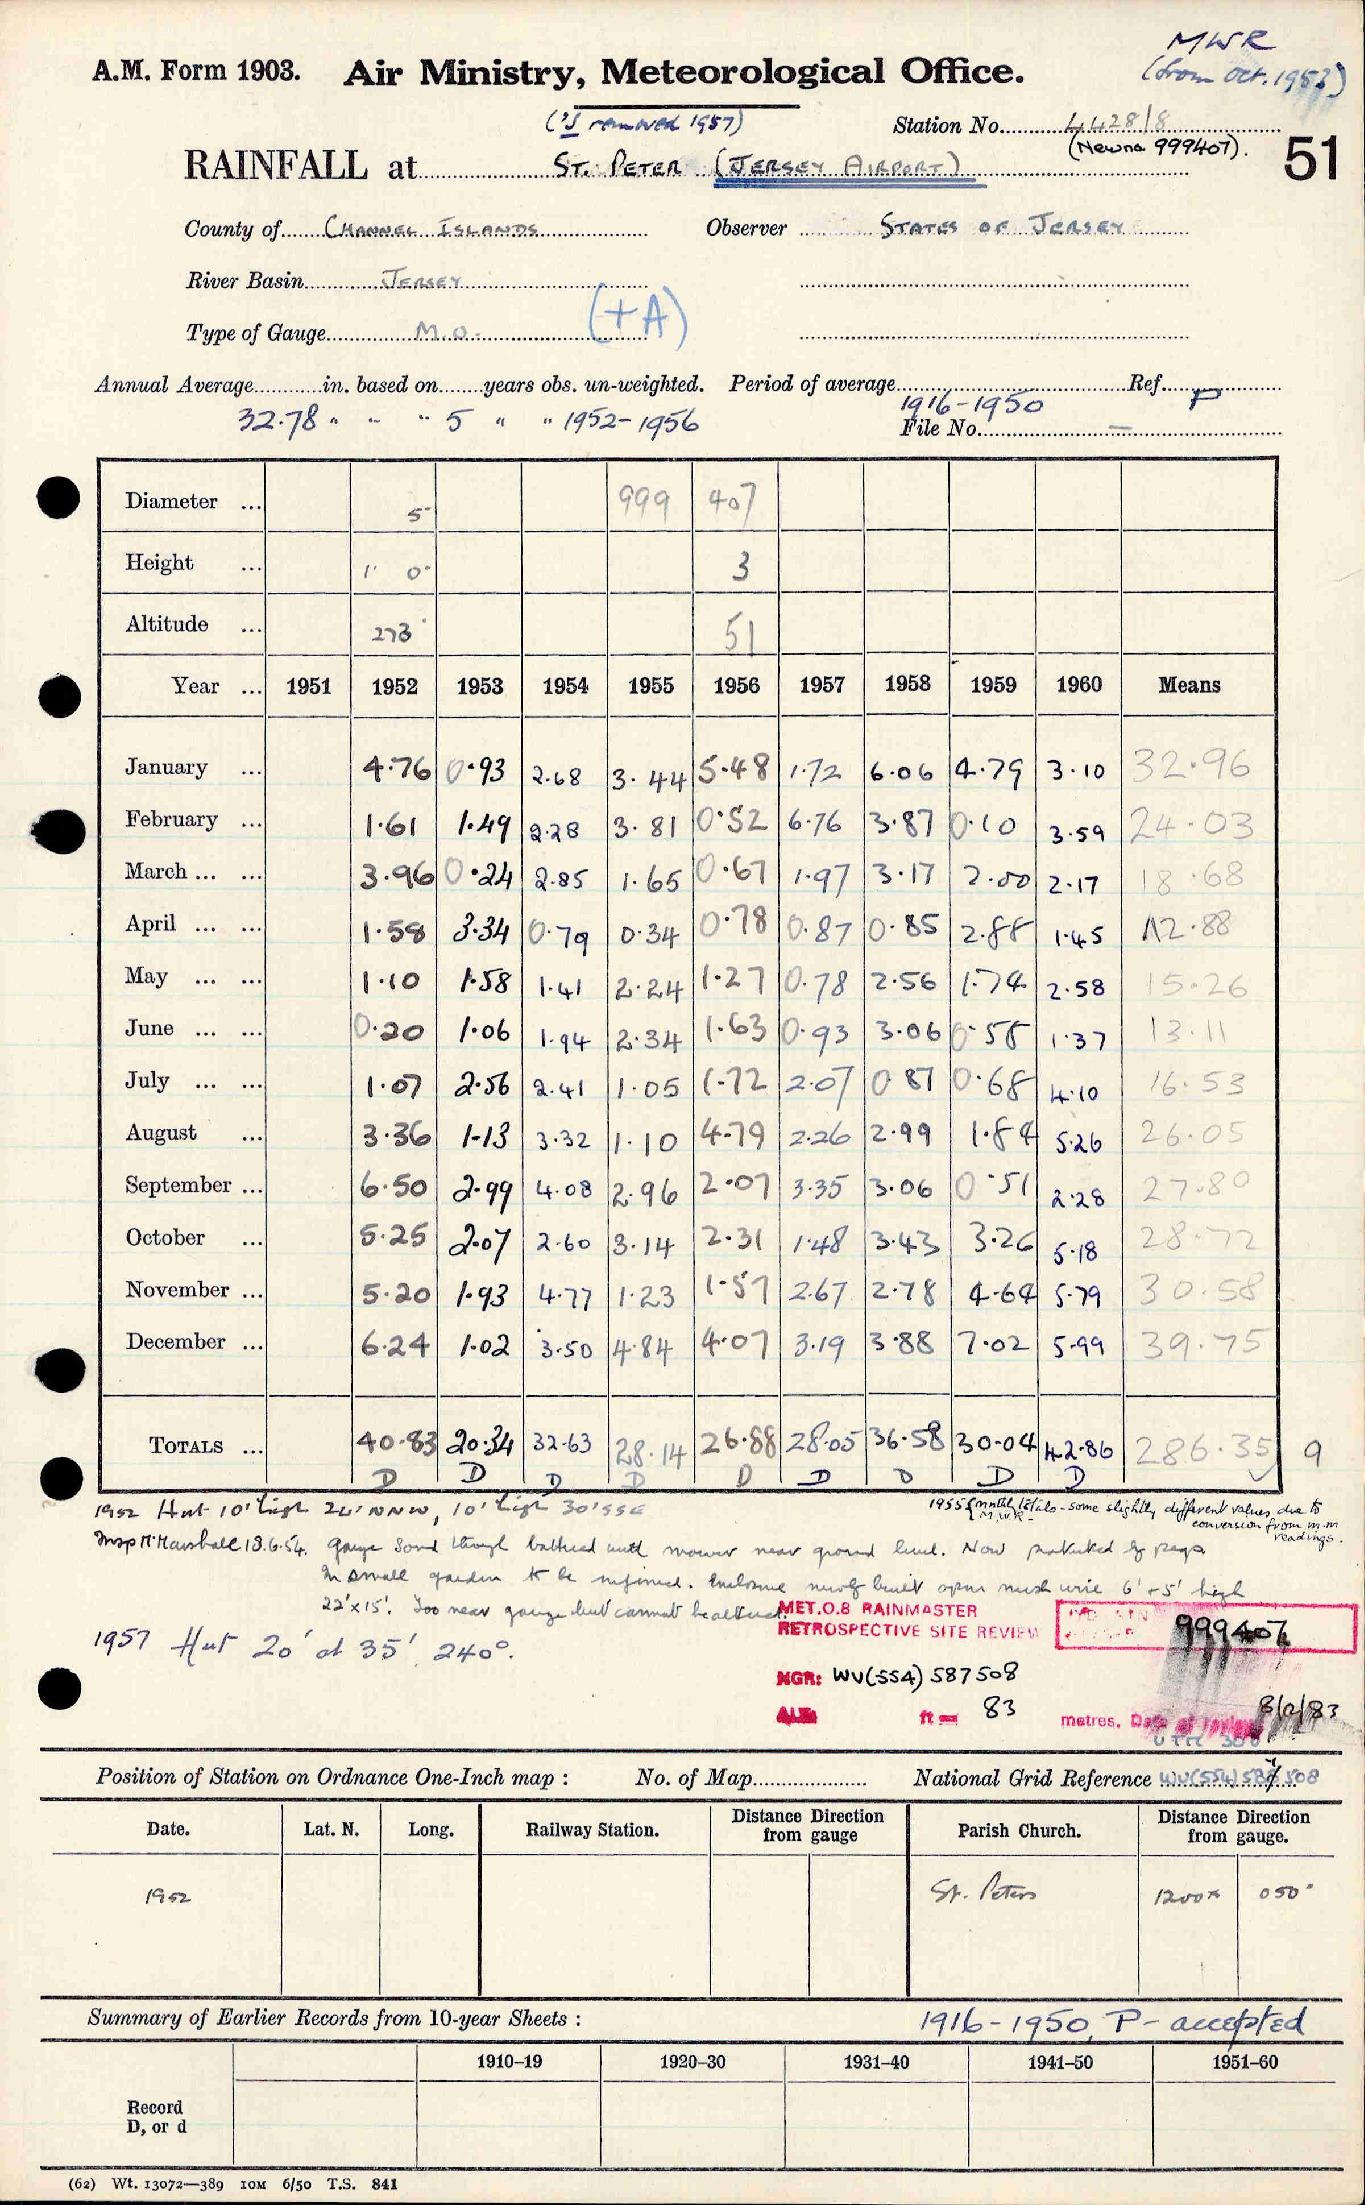 MWR
A.M. Form 1903. Air Ministry, Meteorological Office. (from Oct. 1953)
('S removed 1957) Station No. 4428/8
RAINFALL at ST. PETER (JERSEY AIRPORT) (New no 999407). 51
County of CHANNEL ISLANDS Observer STATES OF JERSEY
River Basin JERSEY
Type of Gauge M.O. (+A)
Annual Average in. based on years obs. un-weighted. Period of average 1916-1950 Ref. P
32.78 " " " 5 " " 1952-1956 File No. —
Diameter ... 5" 999 407
Height ... 1' 0" 3
Altitude ... 273' 51
Year ... 1951 1952 1953 1954 1955 1956 1957 1958 1959 1960 Means
January ... 4.76 0.93 2.68 3.44 5.48 1.72 6.06 4.79 3.10 32.96
February ... 1.61 1.49 2.28 3.81 0.52 6.76 3.87 0.10 3.59 24.03
March ... ... 3.96 0.24 2.85 1.65 0.67 1.97 3.17 2.00 2.17 18.68
April ... ... 1.58 3.34 0.79 0.34 0.78 0.87 0.85 2.88 1.45 12.88
May ... ... 1.10 1.58 1.41 2.24 1.27 0.78 2.56 1.74 2.58 15.26
June ... ... 0.20 1.06 1.94 2.34 1.63 0.93 3.06 0.58 1.37 13.11
July ... ... 1.07 2.56 2.41 1.05 1.72 2.07 0.87 0.68 4.10 16.53
August ... 3.36 1.13 3.32 1.10 4.79 2.26 2.99 1.84 5.26 26.05
September ... 6.50 2.99 4.08 2.96 2.07 3.35 3.06 0.51 2.28 27.80
October ... 5.25 2.07 2.60 3.14 2.31 1.48 3.43 3.26 5.18 28.72
November ... 5.20 1.93 4.77 1.23 1.57 2.67 2.78 4.64 5.79 30.58
December ... 6.24 1.02 3.50 4.84 4.07 3.19 3.88 7.02 5.99 39.75
TOTALS ... 40.83 20.34 32.63 28.14 26.88 28.05 36.58 30.04 42.86 286.35 9
D D D D D D D D D
1952 Hut 10' high 24' NNW, 10' high 30' SSE
1955 { mnthly totals - some slightly different values due to
M.W.R. conversion from m.m readings.
Insp Mr Marshall 18.6.54. gauge sound though battered with mower near ground level. Now protected by pegs
In small garden to be . Enclosure newly built open mesh wire 6' + 5' high
22' x 15'. Too near gauge but cannot be altered.
MET.O.8 RAINMASTER
RETROSPECTIVE SITE REVIEW 999407
1957 Hut 20' at 35' 240°.
NGR: WV(554) 587508
ALT: ft = 83 metres. Date of review 8/2/83
UTM 30U
Position of Station on Ordnance One-Inch map : No. of Map National Grid Reference WV(554)587508
Date. Lat. N. Long. Railway Station. Distance Direction from gauge Parish Church. Distance Direction from gauge.
1952 St. Peters 1200x 050°
Summary of Earlier Records from 10-year Sheets : 1916-1950, P - accepted
1910–19 1920–30 1931–40 1941–50 1951–60
Record
D, or d
(62) Wt. 13072—389 10M 6/50 T.S. 841